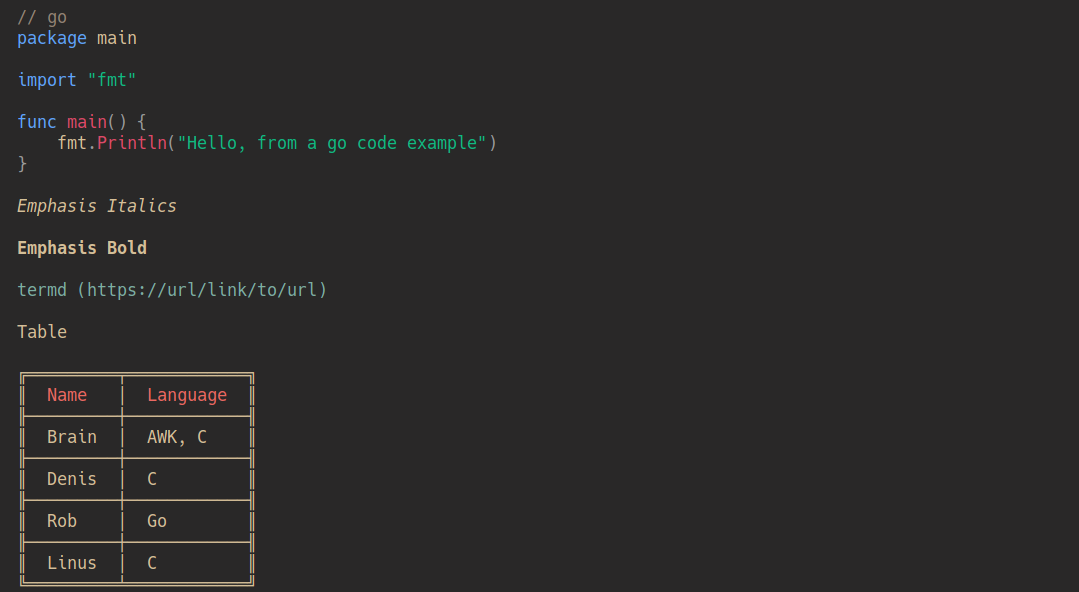 // go
package main
import "fmt"
func main() {
    fmt.Println("Hello, from a go code example")
}
Emphasis Italics
Emphasis Bold
termd (https://url/link/to/url)
Table
Name Language
Brain AWK, C
Denis C
Rob Go
Linus C